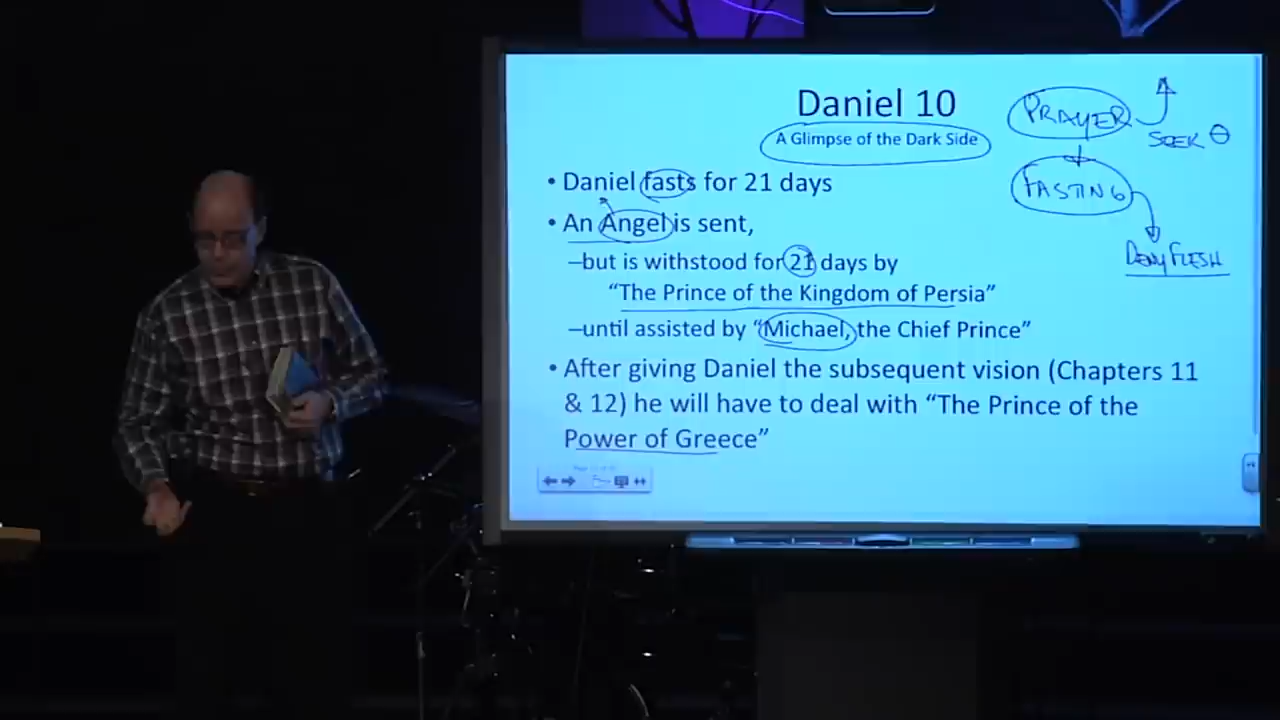 Daniel 10
A Glimpse of the Dark Side
• Daniel fasts for 21 days
• An Angel is sent,
–but is withstood for 21 days by
“The Prince of the Kingdom of Persia”
–until assisted by “Michael, the Chief Prince”
• After giving Daniel the subsequent vision (Chapters 11
& 12) he will have to deal with “The Prince of the
Power of Greece”
PRAYER
SEEK Θ
FASTING
DENY FLESH